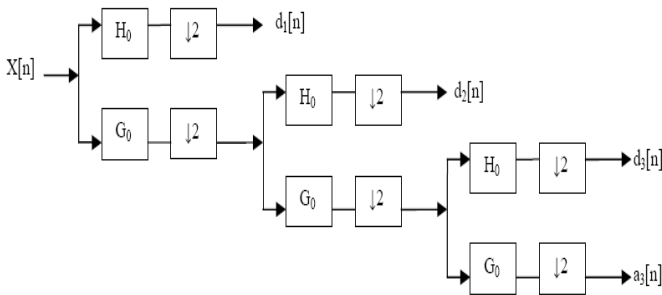 H₀ ↓2 d₁[n]
X[n]
G₀ ↓2 H₀ ↓2 d₂[n]
G₀ ↓2 H₀ ↓2 d₃[n]
G₀ ↓2 a₃[n]